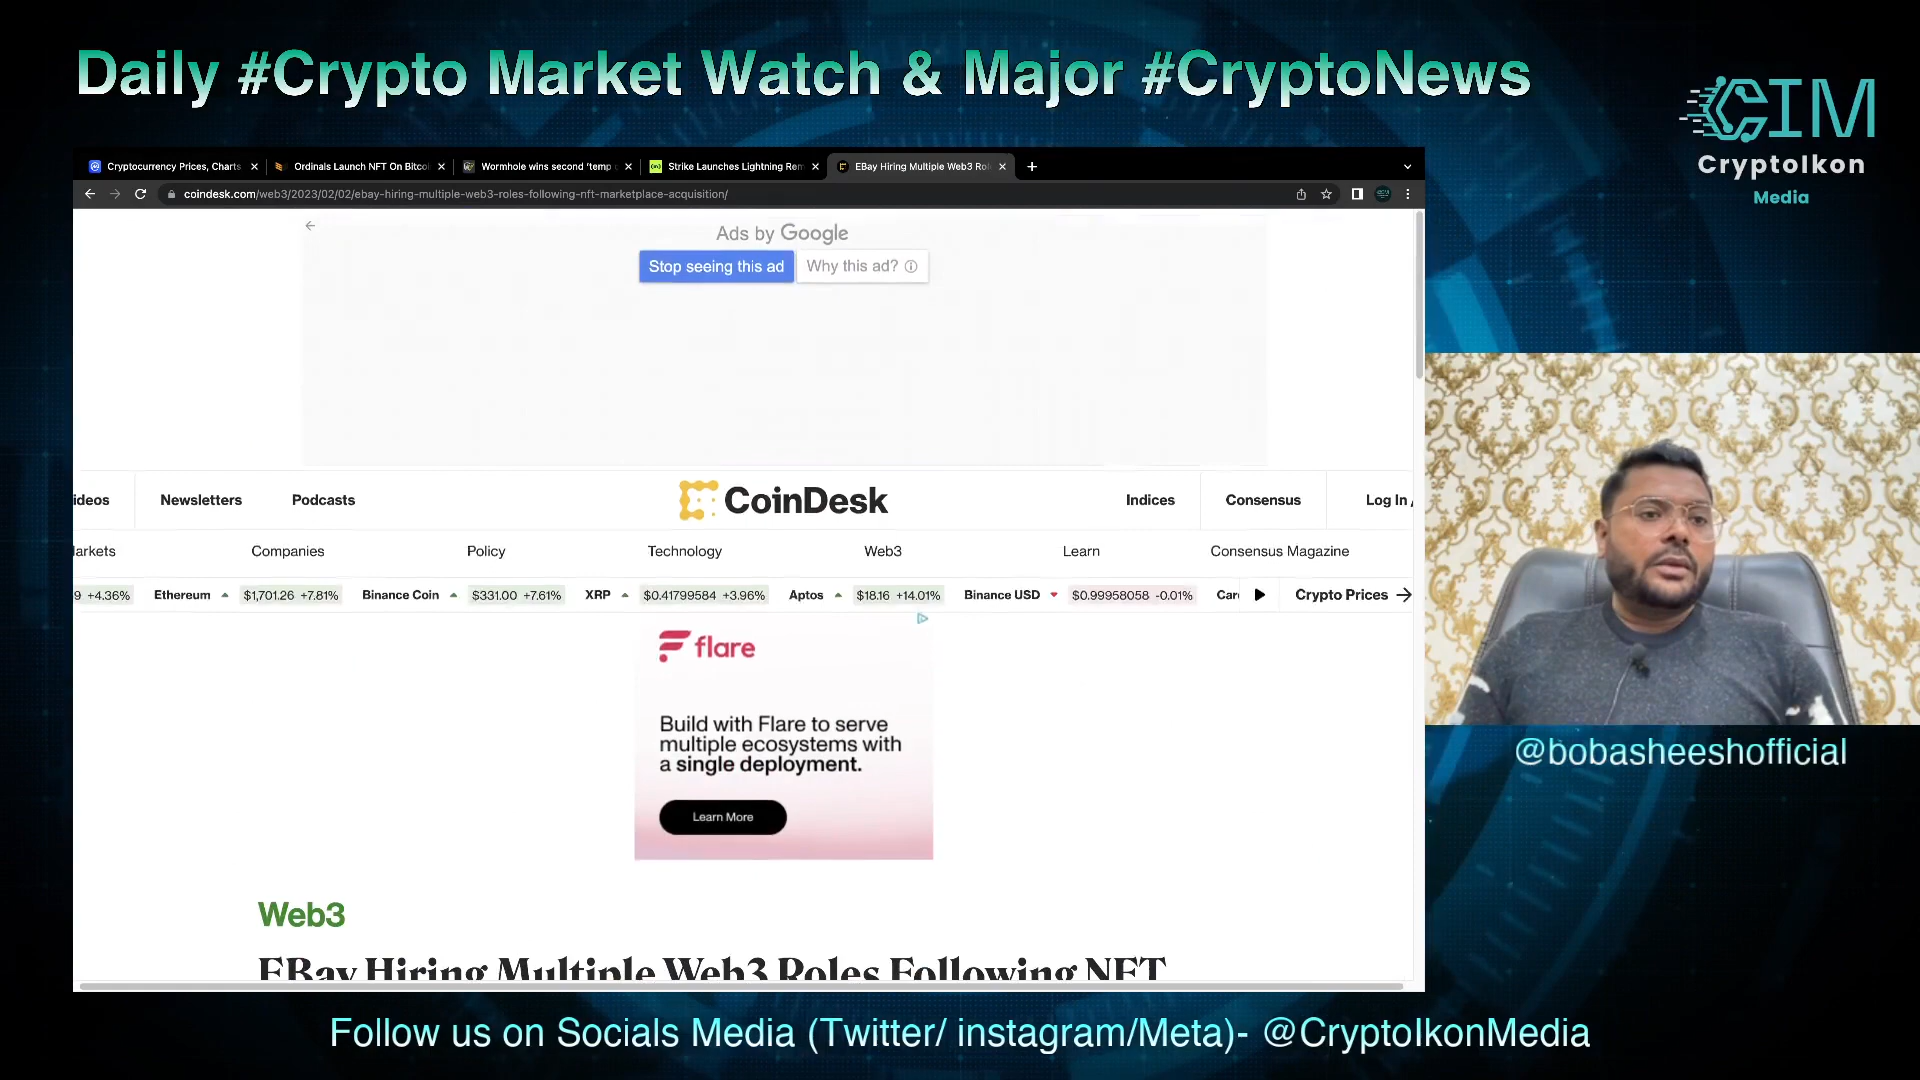 Daily #Crypto Market Watch & Major #CryptoNews
CIM
CryptoIkon
Media
Cryptocurrency Prices, Charts
Ordinals Launch NFT On Bitco
Wormhole wins second 'temp
Strike Launches Lightning Rem
EBay Hiring Multiple Web3 Ro
coindesk.com/web3/2023/02/02/ebay-hiring-multiple-web3-roles-following-nft-marketplace-acquisition/
Ads by Google
Stop seeing this ad
Why this ad?
ideos
Newsletters
Podcasts
CoinDesk
Indices
Consensus
Log In /
arkets
Companies
Policy
Technology
Web3
Learn
Consensus Magazine
9 +4.36%
Ethereum $1,701.26 +7.81%
Binance Coin $331.00 +7.61%
XRP $0.41799584 +3.96%
Aptos $18.16 +14.01%
Binance USD $0.99958058 -0.01%
Car
Crypto Prices
flare
Build with Flare to serve
multiple ecosystems with
a single deployment.
Learn More
Web3
EBay Hiring Multiple Web3 Roles Following NFT
@bobasheeshofficial
Follow us on Socials Media (Twitter/ instagram/Meta)- @CryptoIkonMedia